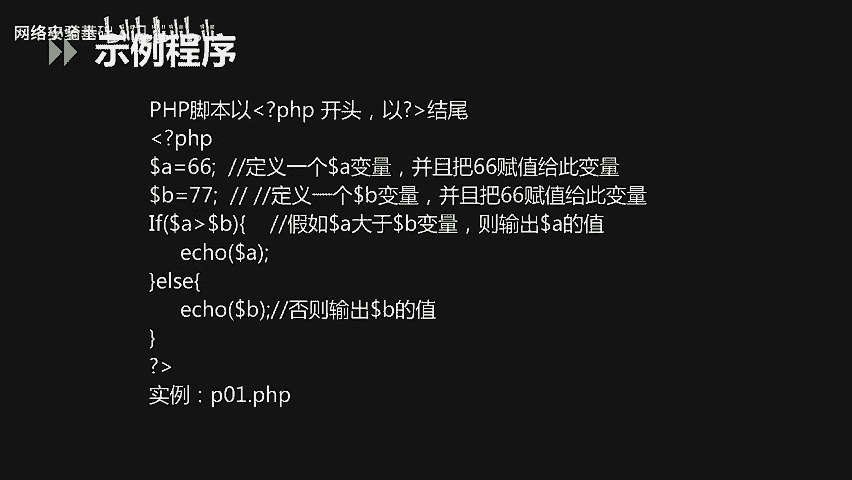 网络安全基础
示例程序
PHP脚本以<?php 开头，以?>结尾
<?php
$a=66;  //定义一个$a变量，并且把66赋值给此变量
$b=77;  // //定义一个$b变量，并且把66赋值给此变量
If($a>$b){    //假如$a大于$b变量，则输出$a的值
     echo($a);
}else{
     echo($b);//否则输出$b的值
}
?>
实例：p01.php